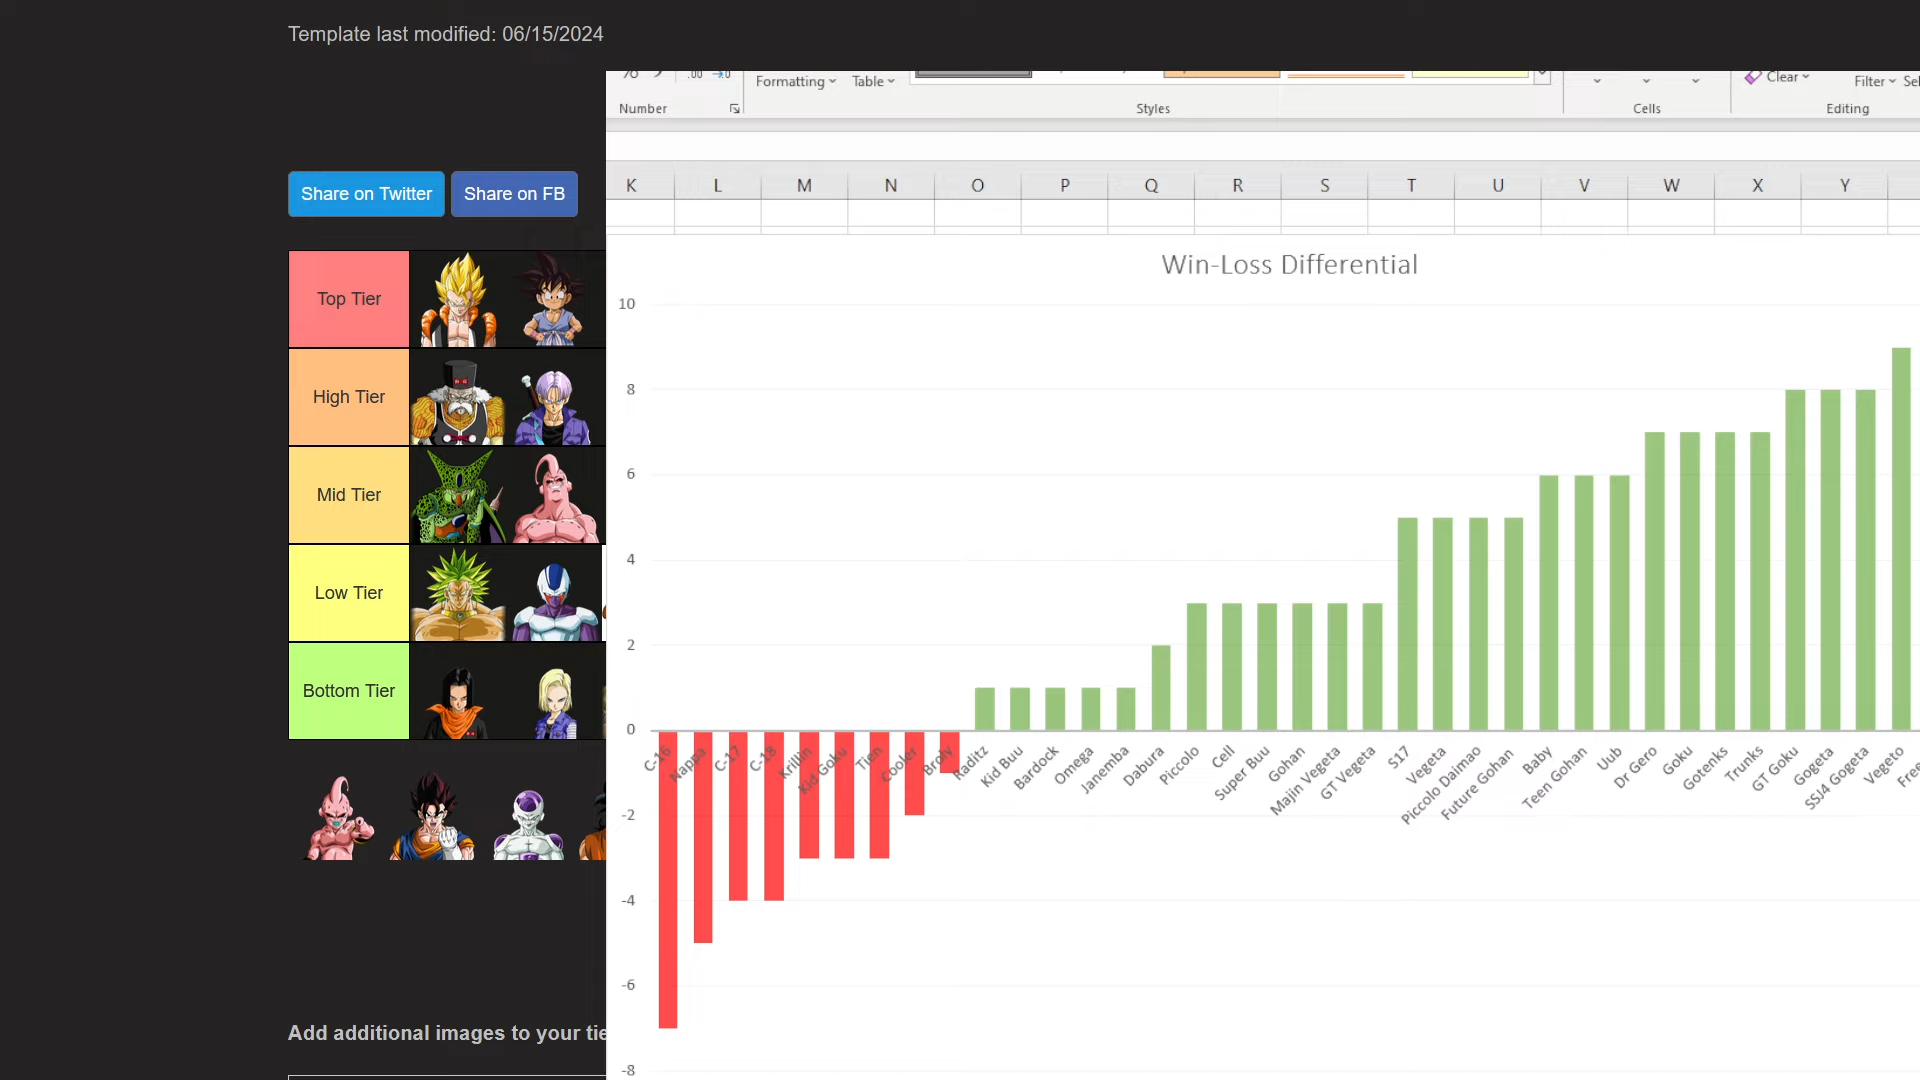 Template last modified: 06/15/2024
.00
Formatting
Table
Clear
Filter
Number
Styles
Cells
Editing
Share on Twitter
Share on FB
K L M N O P Q R S T U V W X Y
Win-Loss Differential
Top Tier
High Tier
Mid Tier
Low Tier
Bottom Tier
10
8
6
4
2
0
-2
-4
-6
-8
C-16
Nappa
C-17
C-18
Krillin
Kid Goku
Tien
Cooler
Broly
Raditz
Kid Buu
Bardock
Omega
Janemba
Dabura
Piccolo
Cell
Super Buu
Gohan
Majin Vegeta
GT Vegeta
S17
Vegeta
Piccolo Daimao
Future Gohan
Baby
Teen Gohan
Uub
Dr Gero
Goku
Gotenks
Trunks
GT Goku
Gogeta
SSJ4 Gogeta
Vegeto
Add additional images to your tie